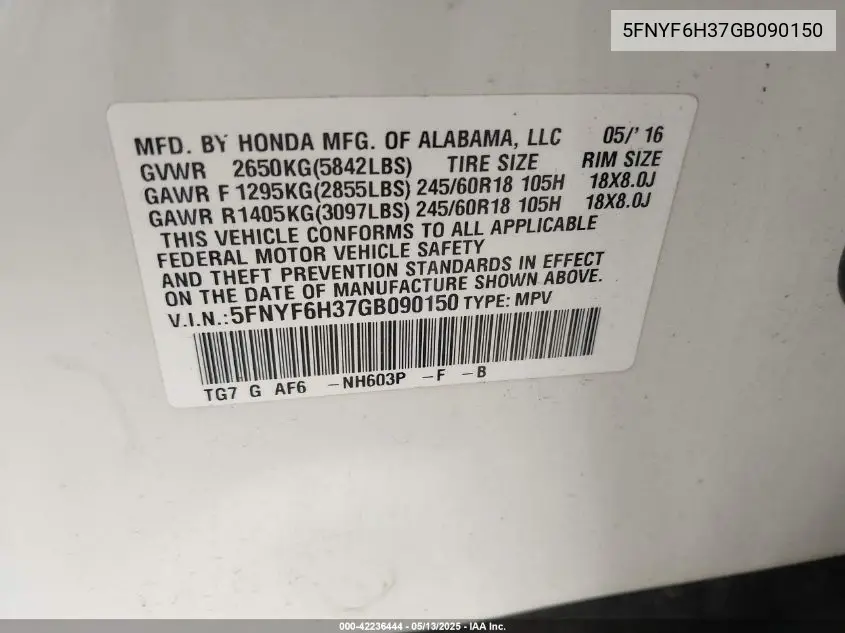 5FNYF6H37GB090150
MFD. BY HONDA MFG. OF ALABAMA, LLC 05/' 16
GVWR 2650KG(5842LBS) TIRE SIZE RIM SIZE
GAWR F 1295KG(2855LBS) 245/60R18 105H 18X8.0J
GAWR R1405KG(3097LBS) 245/60R18 105H 18X8.0J
THIS VEHICLE CONFORMS TO ALL APPLICABLE
FEDERAL MOTOR VEHICLE SAFETY
AND THEFT PREVENTION STANDARDS IN EFFECT
ON THE DATE OF MANUFACTURE SHOWN ABOVE.
V.I.N.:5FNYF6H37GB090150 TYPE: MPV
TG7 G AF6 -NH603P -F -B
000-42236444 - 05/13/2025 - IAA Inc.